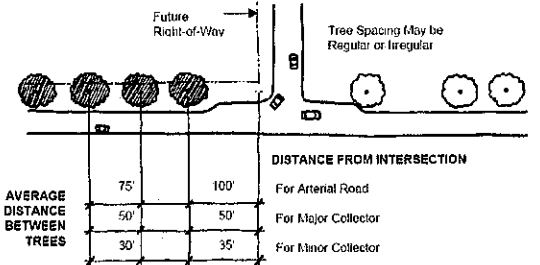 Future
Right-of-Way
Tree Spacing May be
Regular or Irregular
DISTANCE FROM INTERSECTION
AVERAGE
DISTANCE
BETWEEN
TREES
75' 100' For Arterial Road
50' 50' For Major Collector
30' 35' For Minor Collector